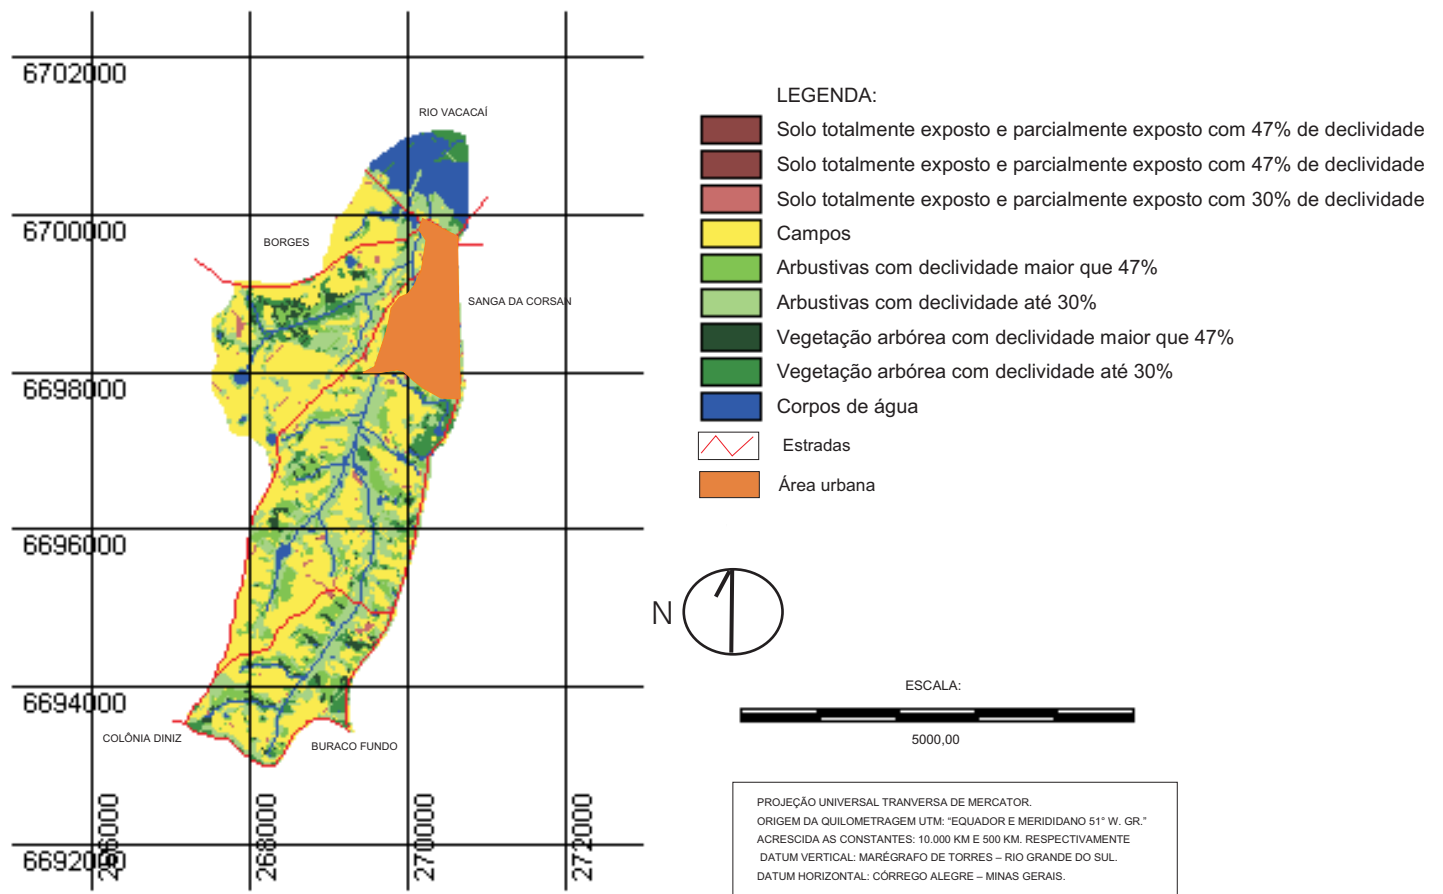 6702000
RIO VACACAÍ
6700000
BORGES
SANGA DA CORSAN
6698000
6696000
6694000
COLÔNIA DINIZ
BURACO FUNDO
6692000
266000
268000
270000
272000
LEGENDA:
Solo totalmente exposto e parcialmente exposto com 47% de declividade
Solo totalmente exposto e parcialmente exposto com 47% de declividade
Solo totalmente exposto e parcialmente exposto com 30% de declividade
Campos
Arbustivas com declividade maior que 47%
Arbustivas com declividade até 30%
Vegetação arbórea com declividade maior que 47%
Vegetação arbórea com declividade até 30%
Corpos de água
Estradas
Área urbana
N
ESCALA:
5000,00
PROJEÇÃO UNIVERSAL TRANVERSA DE MERCATOR.
ORIGEM DA QUILOMETRAGEM UTM: “EQUADOR E MERIDIDANO 51° W. GR.”
ACRESCIDA AS CONSTANTES: 10.000 KM E 500 KM. RESPECTIVAMENTE
DATUM VERTICAL: MARÉGRAFO DE TORRES – RIO GRANDE DO SUL.
DATUM HORIZONTAL: CÓRREGO ALEGRE – MINAS GERAIS.